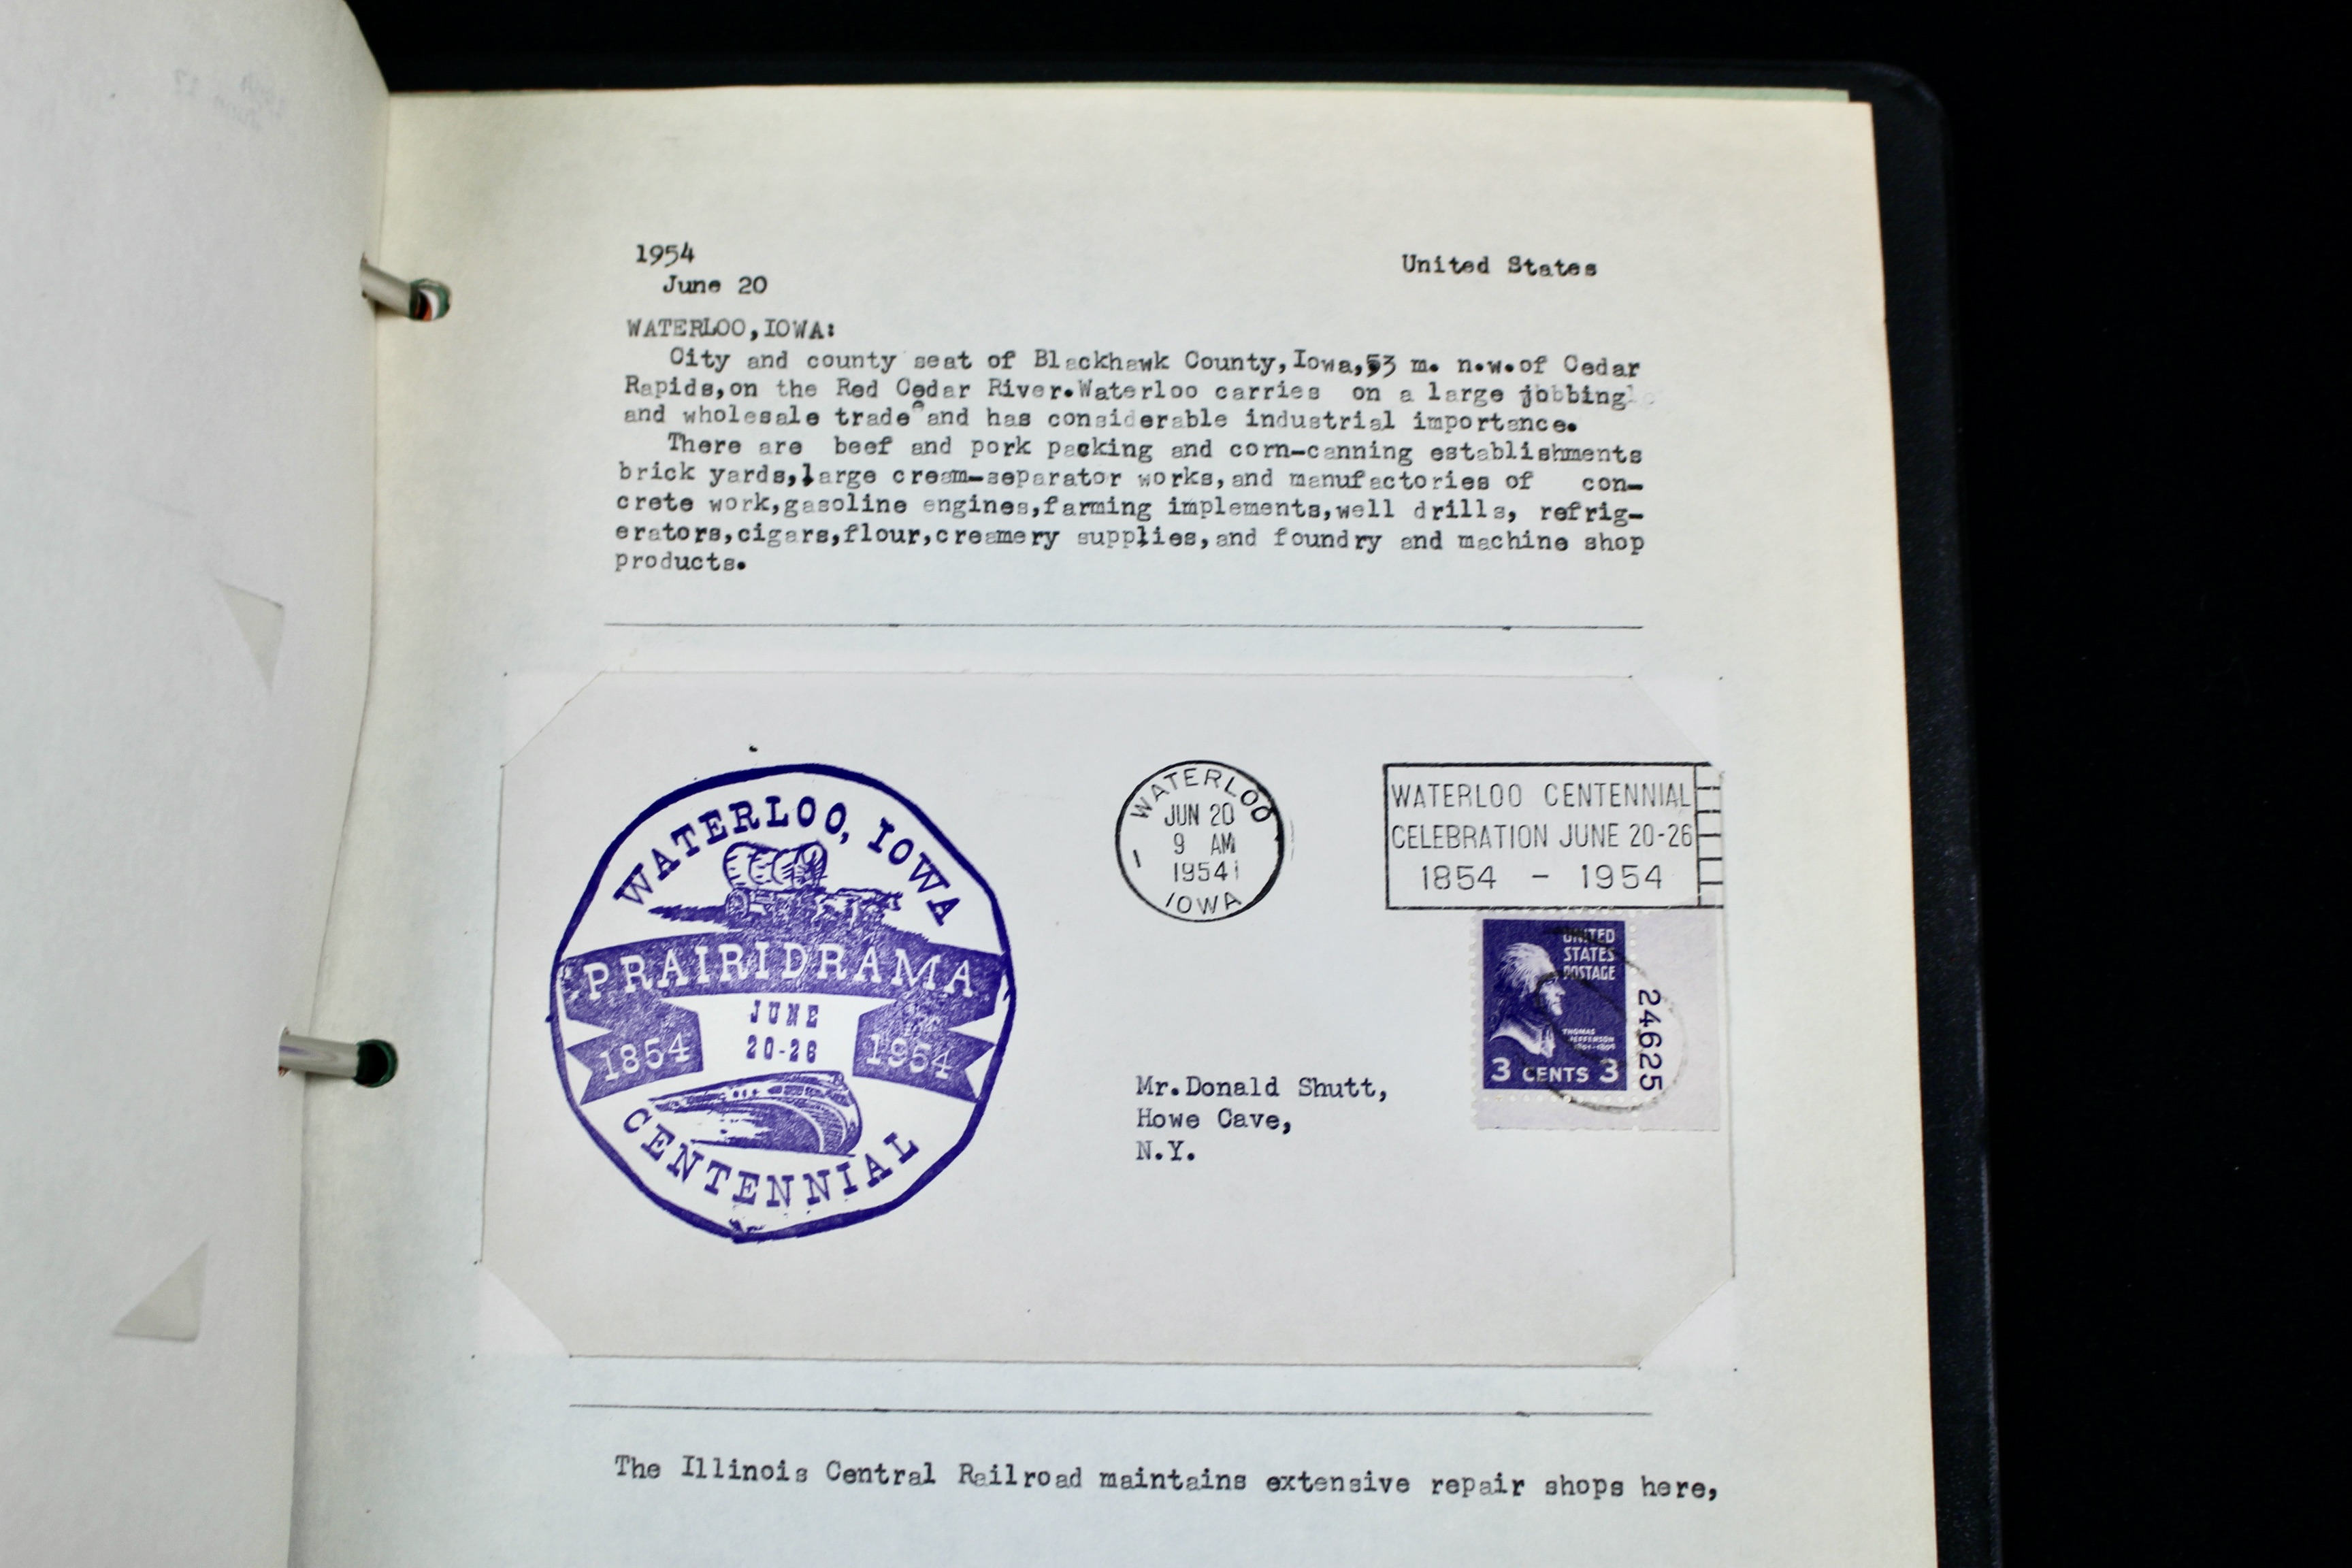 1954
United States
June 20
WATERLOO,IOWA:
City and county seat of Blackhawk County,Iowa,53 m. n.w.of Cedar
Rapids,on the Red Cedar River.Waterloo carries on a large jobbing
and wholesale trade and has considerable industrial importance.
There are beef and pork packing and corn-canning establishments
brick yards,large cream-separator works,and manufactories of con-
crete work,gasoline engines,farming implements,well drills, refrig-
erators,cigars,flour,creamery supplies,and foundry and machine shop
products.
WATERLOO, IOWA
PRAIRIDRAMA
JUNE
20-26
1854
1954
CENTENNIAL
WATERLOO
JUN 20
9 AM
1954
IOWA
WATERLOO CENTENNIAL
CELEBRATION JUNE 20-26
1854 - 1954
UNITED
STATES
POSTAGE
THOMAS
JEFFERSON
3 CENTS 3
24625
Mr.Donald Shutt,
Howe Cave,
N.Y.
The Illinois Central Railroad maintains extensive repair shops here,